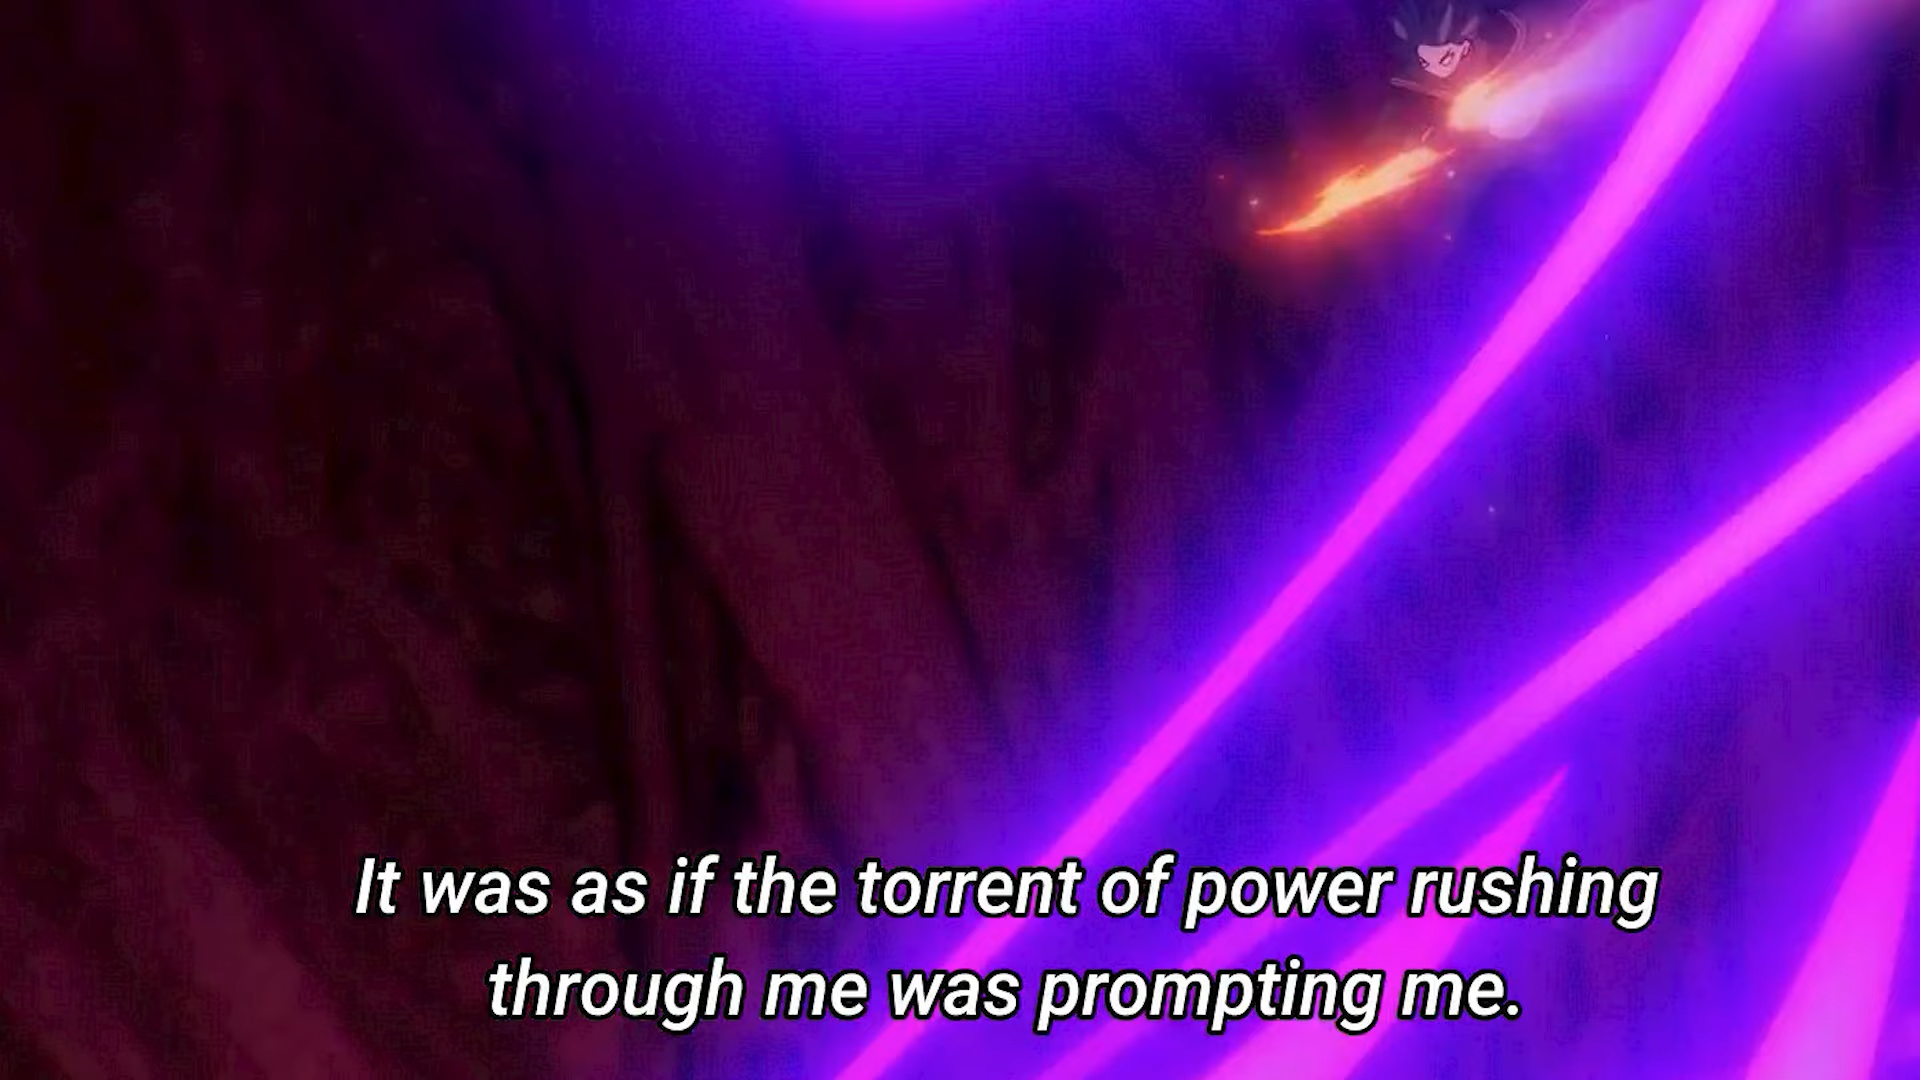 It was as if the torrent of power rushing
through me was prompting me.